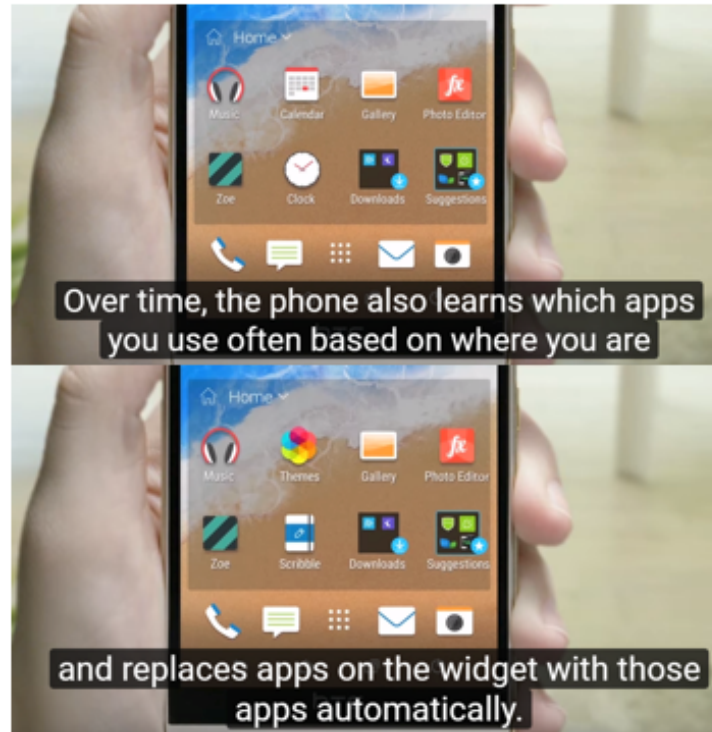 Home
Music Calendar Gallery Photo Editor
Zoe Clock Downloads Suggestions
Over time, the phone also learns which apps
you use often based on where you are
Home
Music Themes Gallery Photo Editor
Zoe Scribble Downloads Suggestions
and replaces apps on the widget with those
apps automatically.